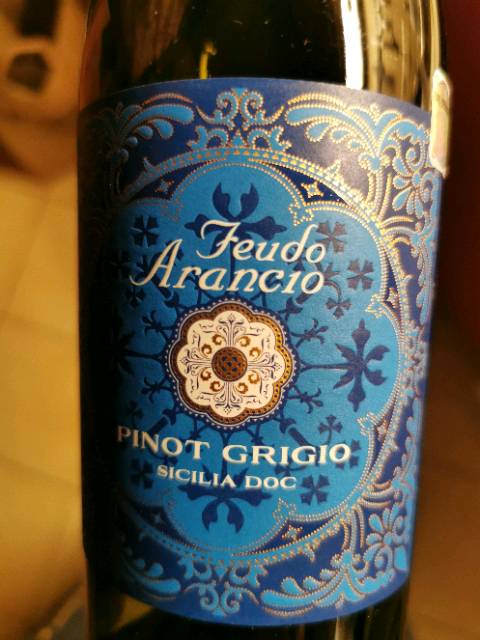 Feudo
Arancio
PINOT GRIGIO
SICILIA DOC